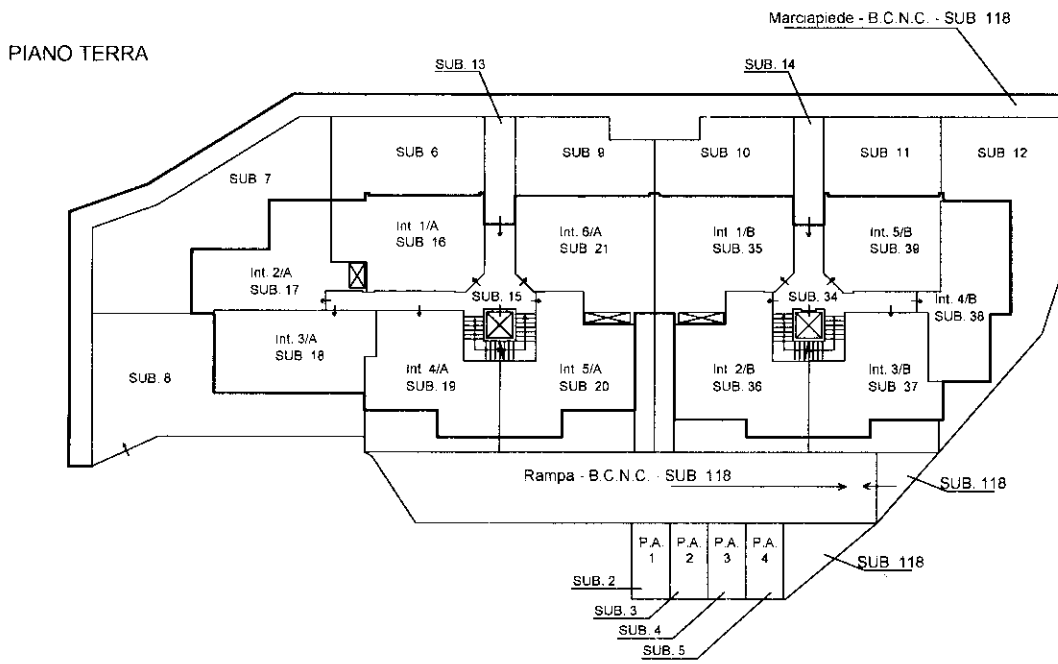 Marciapiede - B.C.N.C. - SUB 118
PIANO TERRA
SUB. 13
SUB. 14
SUB 6
SUB 9
SUB 10
SUB 11
SUB 12
SUB 7
Int 1/A
SUB 16
Int. 6/A
SUB 21
Int 1/B
SUB 35
Int. 5/B
SUB 39
Int. 2/A
SUB. 17
SUB. 15
SUB. 34
Int. 4/B
SUB. 38
Int. 3/A
SUB 18
SUB. 8
Int 4/A
SUB. 19
Int 5/A
SUB. 20
Int 2/B
SUB. 36
Int. 3/B
SUB. 37
Rampa - B.C.N.C. - SUB 118
SUB. 118
P.A.
1
P.A.
2
P.A.
3
P.A.
4
SUB 118
SUB. 2
SUB. 3
SUB. 4
SUB. 5